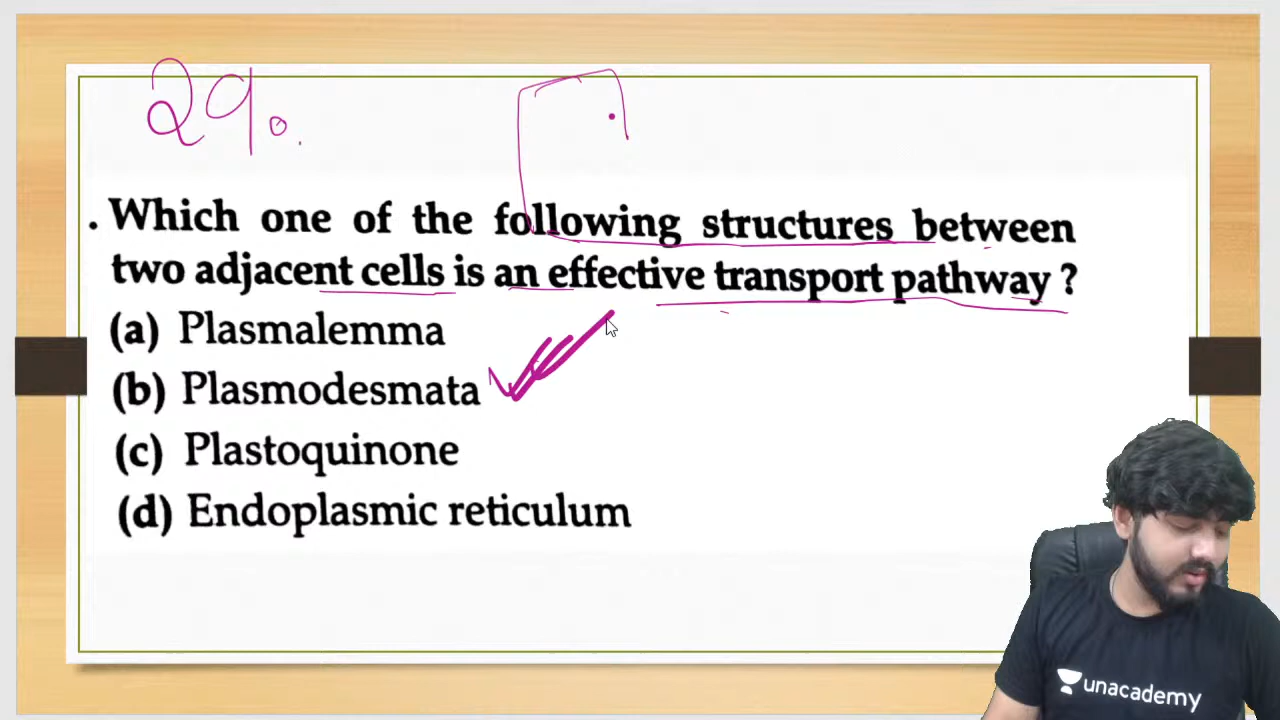 2%.
. Which one of the following structures between
two adjacent cells is an effective transport pathway ?
(a) Plasmalemma
(b) Plasmodesmata
(c) Plastoquinone
(d) Endoplasmic reticulum
unacademy